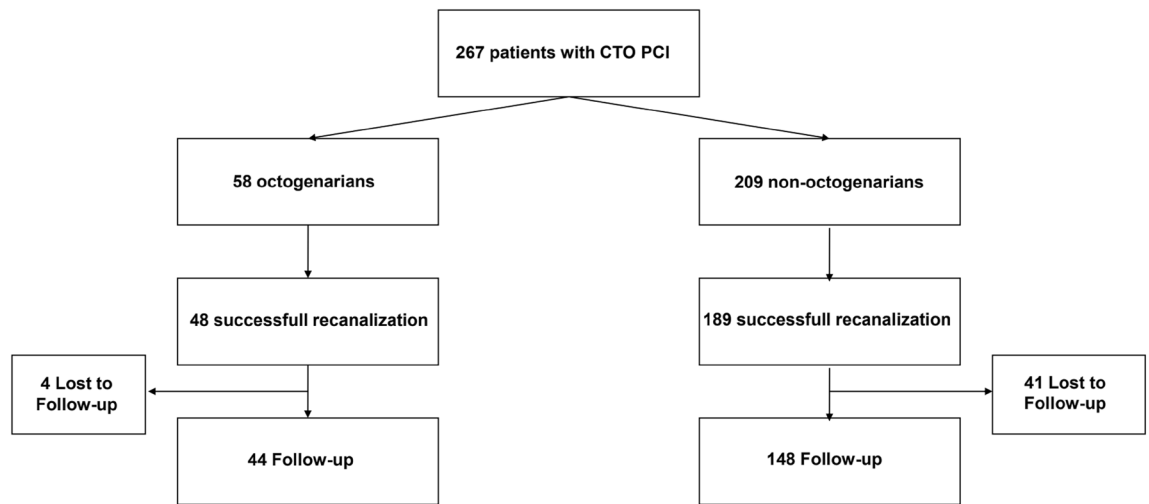 267 patients with CTO PCI
58 octogenarians
209 non-octogenarians
48 successfull recanalization
189 successfull recanalization
4 Lost to
Follow-up
41 Lost to
Follow-up
44 Follow-up
148 Follow-up